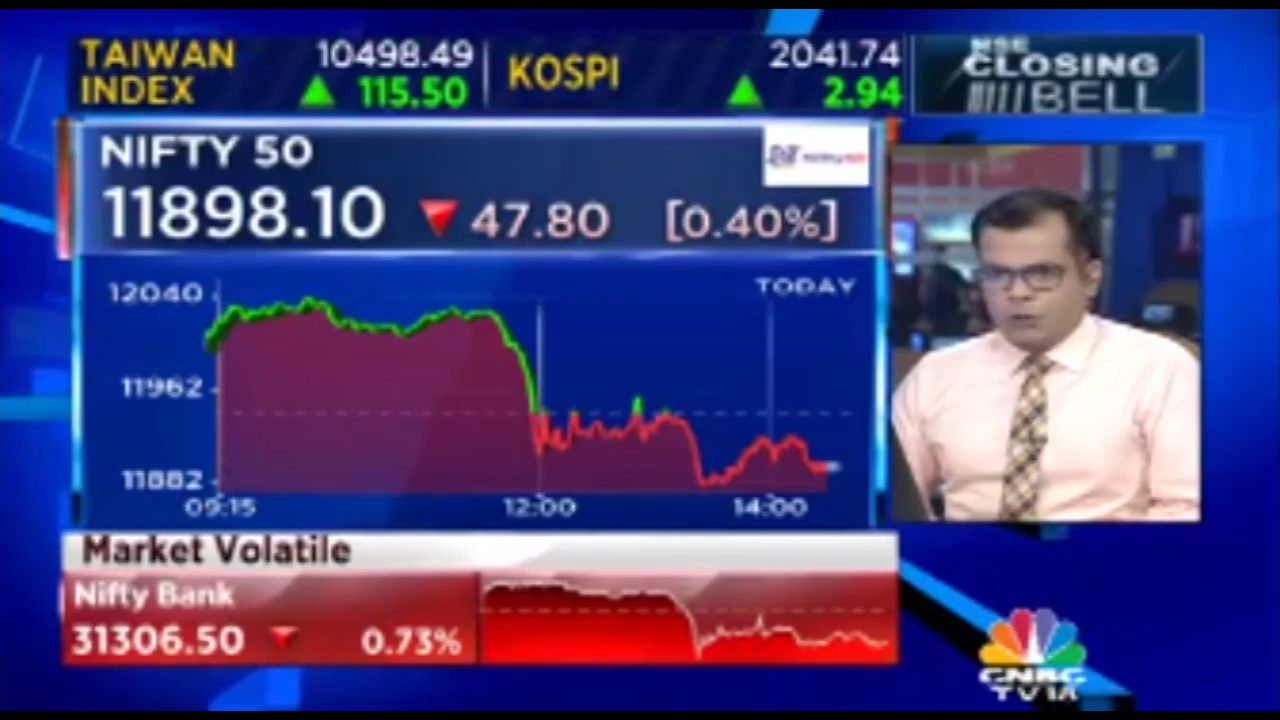 TAIWAN INDEX
10498.49
▲ 115.50
KOSPI
2041.74
▲ 2.94
NSE
CLOSING
BELL
NIFTY 50
11898.10 ▼ 47.80 [0.40%]
TODAY
12040
11962
11882
09:15 12:00 14:00
Market Volatile
Nifty Bank
31306.50 ▼ 0.73%
CNBC
TV18